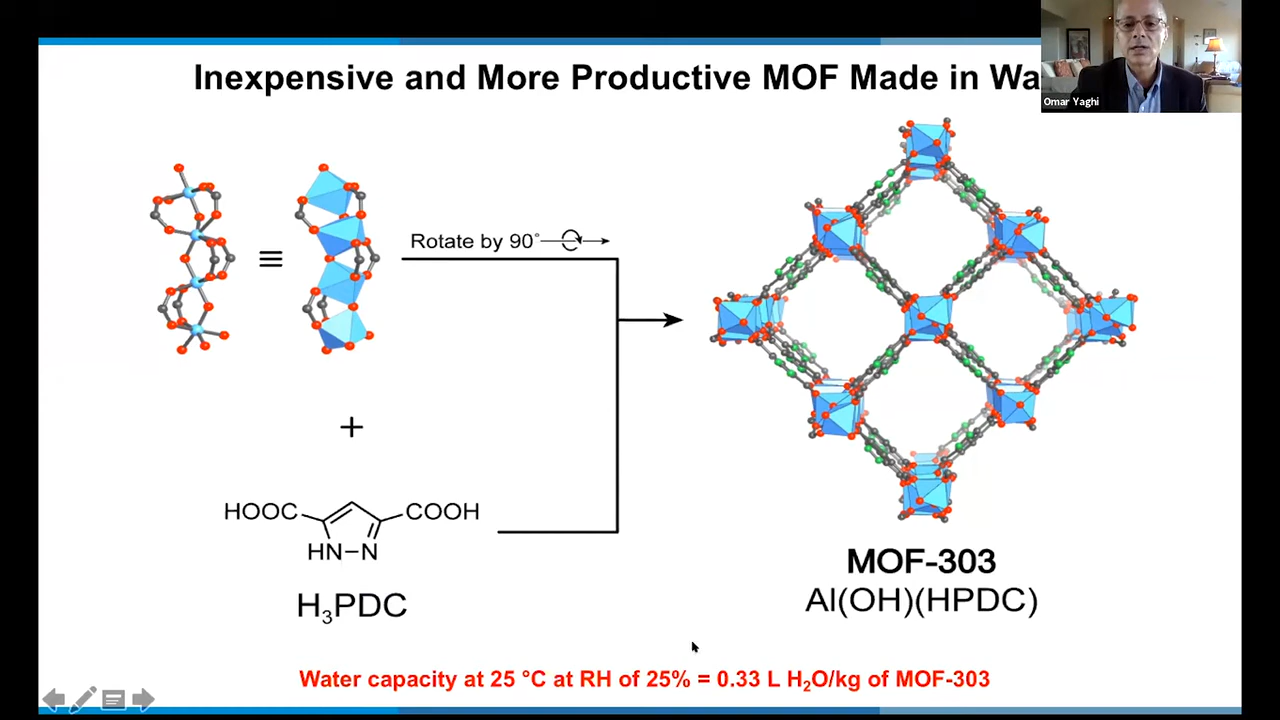 Inexpensive and More Productive MOF Made in Wa
Omar Yaghi
Rotate by 90°
≡
+
HOOC COOH
HN N
H₃PDC
MOF-303
Al(OH)(HPDC)
Water capacity at 25 °C at RH of 25% = 0.33 L H₂O/kg of MOF-303